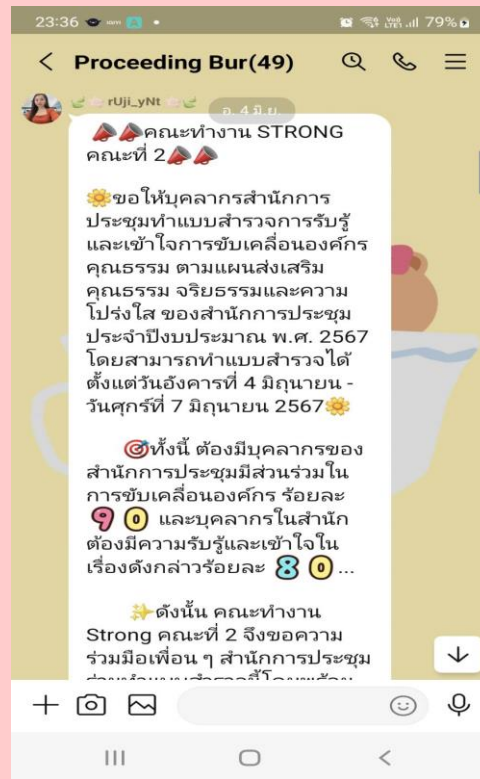 23:36
79%
Proceeding Bur(49)
rUji_yNt
อ. 4 มิ.ย.
คณะทำงาน STRONG
คณะที่ 2
ขอให้บุคลากรสำนักการ
ประชุมทำแบบสำรวจการรับรู้
และเข้าใจการขับเคลื่อนองค์กร
คุณธรรม ตามแผนส่งเสริม
คุณธรรม จริยธรรมและความ
โปร่งใส ของสำนักการประชุม
ประจำปีงบประมาณ พ.ศ. 2567
โดยสามารถทำแบบสำรวจได้
ตั้งแต่วันอังคารที่ 4 มิถุนายน -
วันศุกร์ที่ 7 มิถุนายน 2567
ทั้งนี้ ต้องมีบุคลากรของ
สำนักการประชุมมีส่วนร่วมใน
การขับเคลื่อนองค์กร ร้อยละ
90 และบุคลากรในสำนัก
ต้องมีความรับรู้และเข้าใจใน
เรื่องดังกล่าวร้อยละ 80...
ดังนั้น คณะทำงาน
Strong คณะที่ 2 จึงขอความ
ร่วมมือเพื่อน ๆ สำนักการประชุม